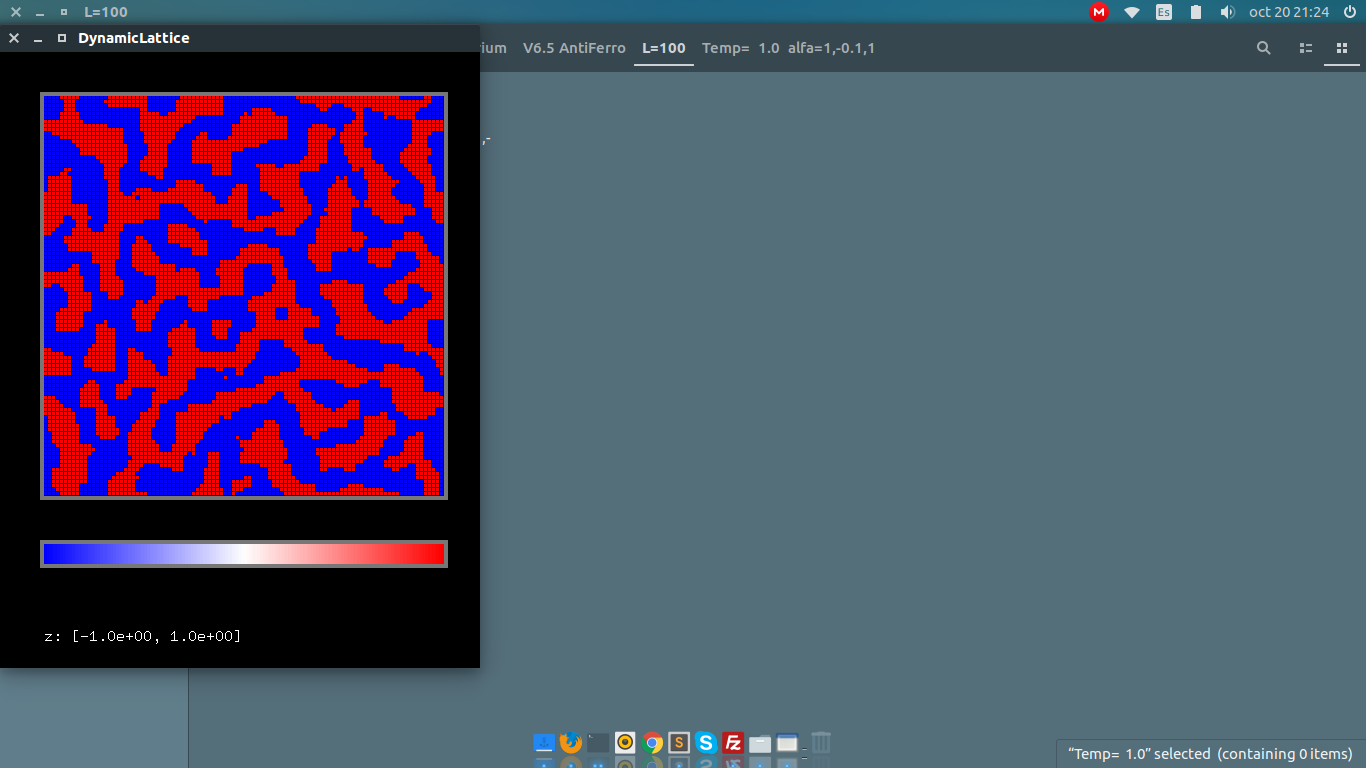 L=100
M
Es
oct 20 21:24
DynamicLattice
ium V6.5 AntiFerro L=100 Temp= 1.0 alfa=1,-0.1,1
,-
z: [-1.0e+00, 1.0e+00]
S
S
FZ
“Temp= 1.0” selected (containing 0 items)